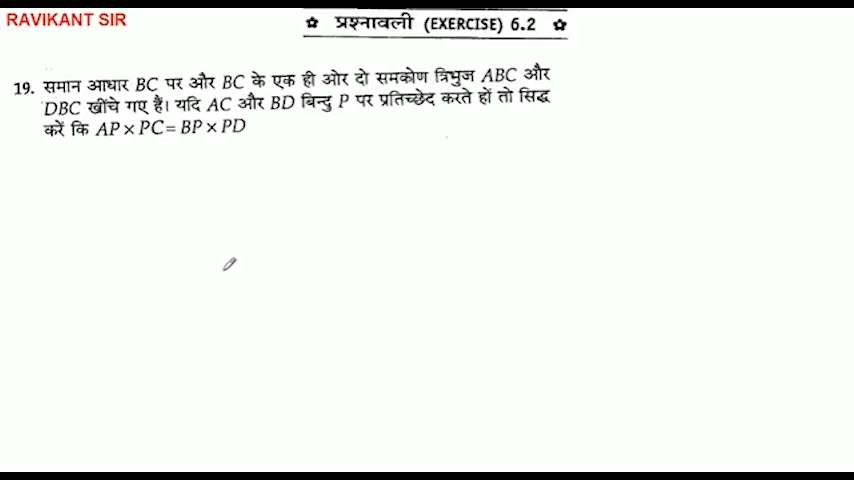 RAVIKANT SIR
✿ प्रश्नावली (EXERCISE) 6.2 ✿
19. समान आधार BC पर और BC के एक ही ओर दो समकोण त्रिभुज ABC और
DBC खींचे गए हैं। यदि AC और BD बिन्दु P पर प्रतिच्छेद करते हों तो सिद्ध
करें कि AP × PC = BP × PD